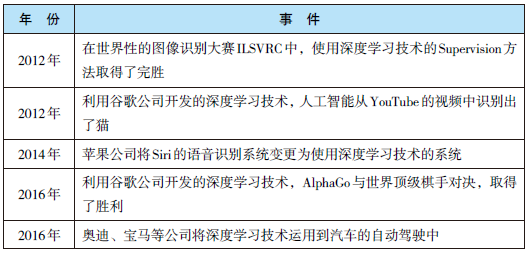 年 份 事 件
2012年 在世界性的图像识别大赛ILSVRC中，使用深度学习技术的Supervision方
法取得了完胜
2012年 利用谷歌公司开发的深度学习技术，人工智能从YouTube的视频中识别出
了猫
2014年 苹果公司将Siri的语音识别系统变更为使用深度学习技术的系统
2016年 利用谷歌公司开发的深度学习技术，AlphaGo与世界顶级棋手对决，取得
了胜利
2016年 奥迪、宝马等公司将深度学习技术运用到汽车的自动驾驶中